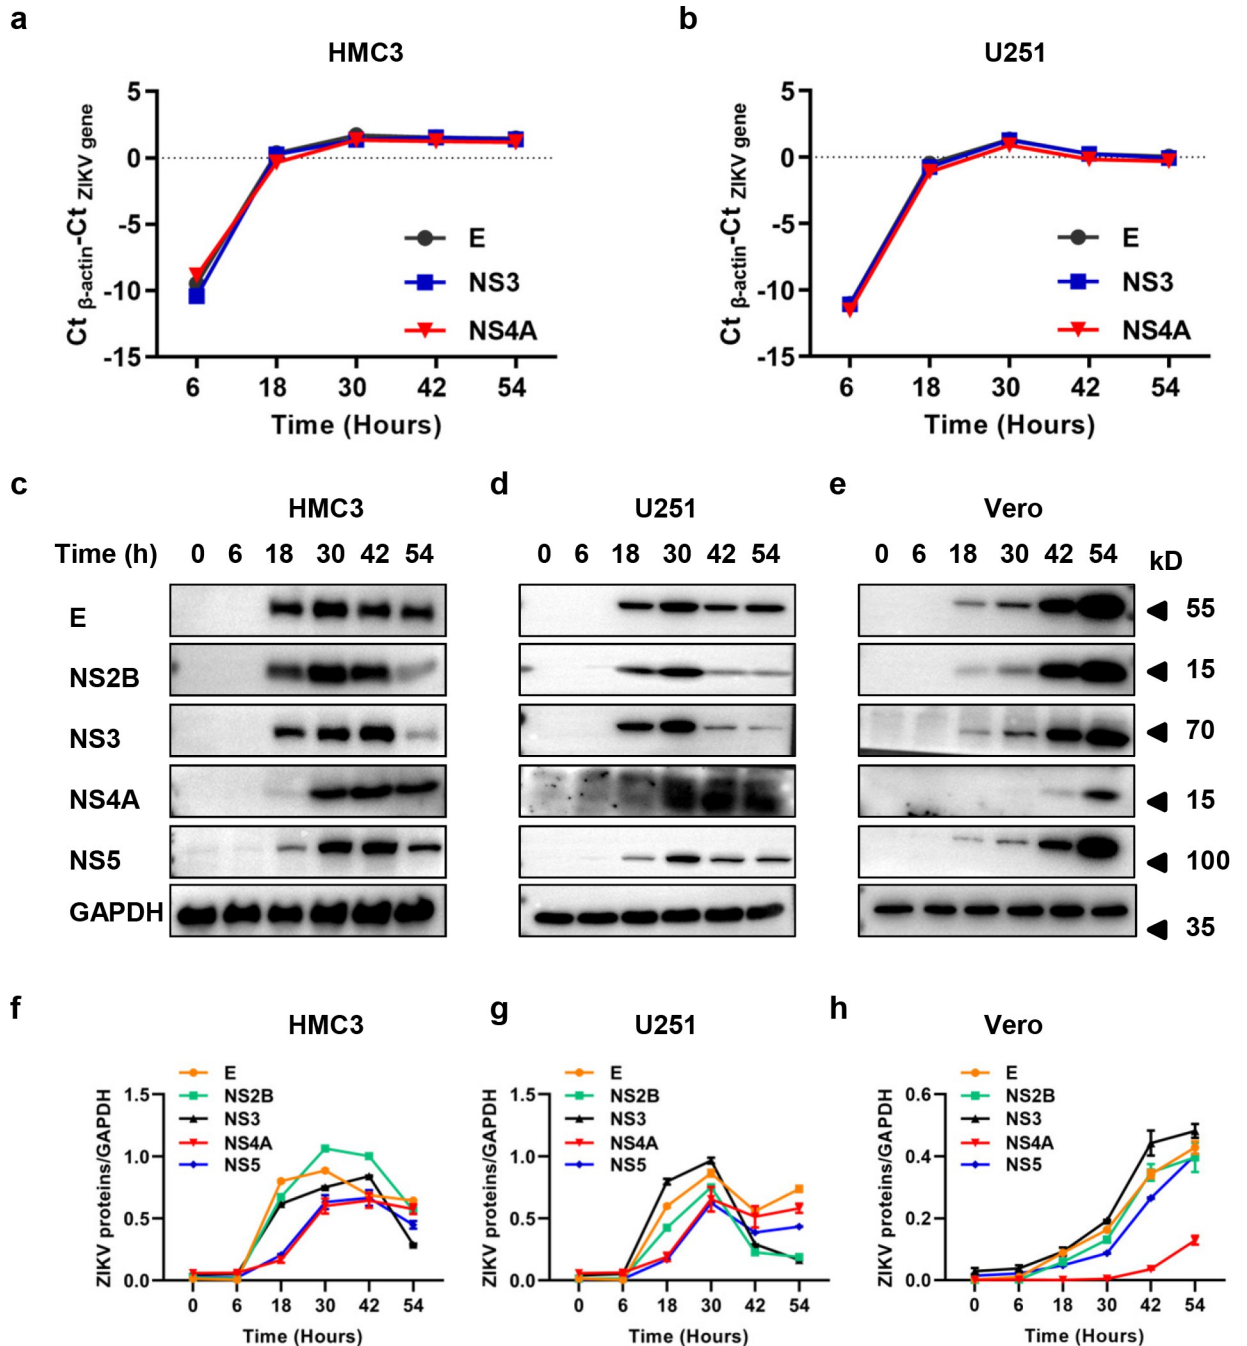 a
b
HMC3
U251
Ct β-actin-Ct ZIKV gene
5
0
-5
-10
-15
E
NS3
NS4A
6 18 30 42 54
Time (Hours)
Ct β-actin-Ct ZIKV gene
5
0
-5
-10
-15
E
NS3
NS4A
6 18 30 42 54
Time (Hours)
c
d
e
HMC3
U251
Vero
Time (h) 0 6 18 30 42 54
0 6 18 30 42 54
0 6 18 30 42 54
kD
E
55
NS2B
15
NS3
70
NS4A
15
NS5
100
GAPDH
35
f
g
h
HMC3
U251
Vero
ZIKV proteins/GAPDH
1.5
1.0
0.5
0.0
E
NS2B
NS3
NS4A
NS5
0 6 18 30 42 54
Time (Hours)
ZIKV proteins/GAPDH
1.5
1.0
0.5
0.0
E
NS2B
NS3
NS4A
NS5
0 6 18 30 42 54
Time (Hours)
ZIKV proteins/GAPDH
0.6
0.4
0.2
0.0
E
NS2B
NS3
NS4A
NS5
0 6 18 30 42 54
Time (Hours)